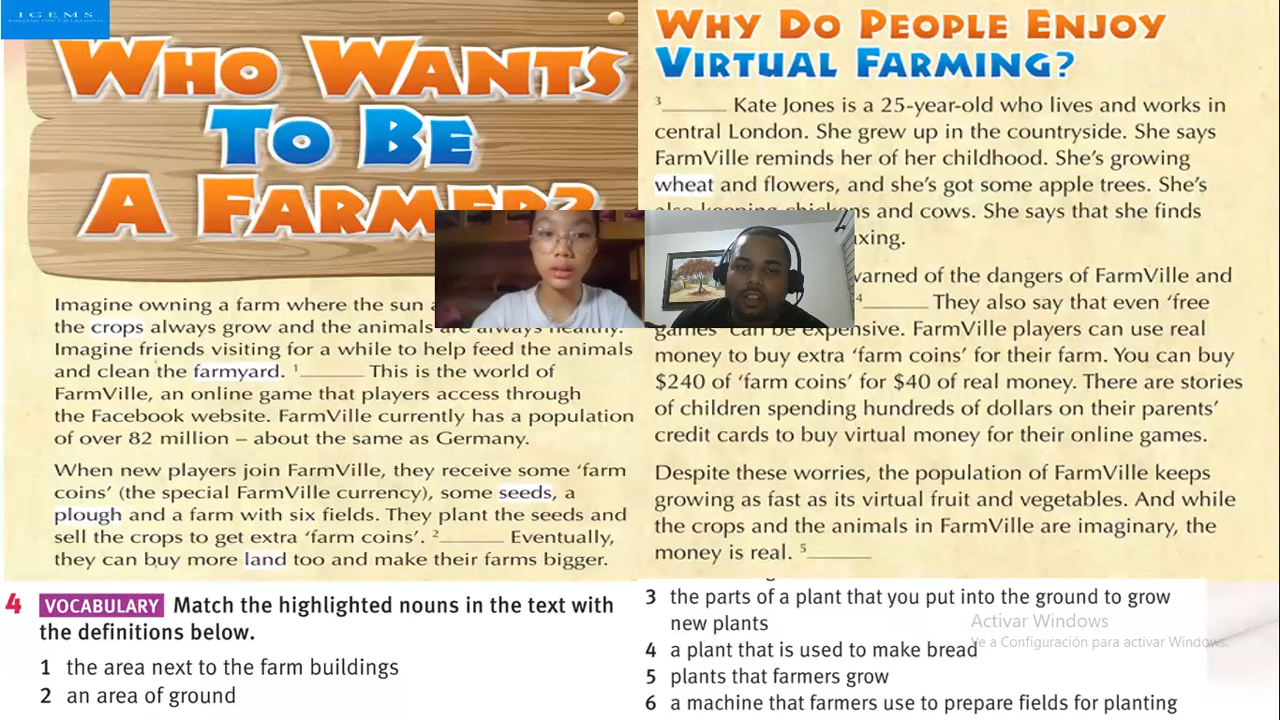 IGEMS
WHO WANTS
TO BE
A FARMER?
Imagine owning a farm where the sun
the crops always grow and the animals are always healthy.
Imagine friends visiting for a while to help feed the animals
and clean the farmyard. 1______ This is the world of
FarmVille, an online game that players access through
the Facebook website. FarmVille currently has a population
of over 82 million – about the same as Germany.
When new players join FarmVille, they receive some ‘farm
coins’ (the special FarmVille currency), some seeds, a
plough and a farm with six fields. They plant the seeds and
sell the crops to get extra ‘farm coins’. 2______ Eventually,
they can buy more land too and make their farms bigger.
4 VOCABULARY Match the highlighted nouns in the text with
the definitions below.
1 the area next to the farm buildings
2 an area of ground
WHY DO PEOPLE ENJOY
VIRTUAL FARMING?
3______ Kate Jones is a 25-year-old who lives and works in
central London. She grew up in the countryside. She says
FarmVille reminds her of her childhood. She’s growing
wheat and flowers, and she’s got some apple trees. She’s
also keeping chickens and cows. She says that she finds
xing.
warned of the dangers of FarmVille and
4______ They also say that even ‘free
games’ can be expensive. FarmVille players can use real
money to buy extra ‘farm coins’ for their farm. You can buy
$240 of ‘farm coins’ for $40 of real money. There are stories
of children spending hundreds of dollars on their parents’
credit cards to buy virtual money for their online games.
Despite these worries, the population of FarmVille keeps
growing as fast as its virtual fruit and vegetables. And while
the crops and the animals in FarmVille are imaginary, the
money is real. 5______
3 the parts of a plant that you put into the ground to grow
new plants
4 a plant that is used to make bread
5 plants that farmers grow
6 a machine that farmers use to prepare fields for planting
Activar Windows
Ve a Configuración para activar Windows.